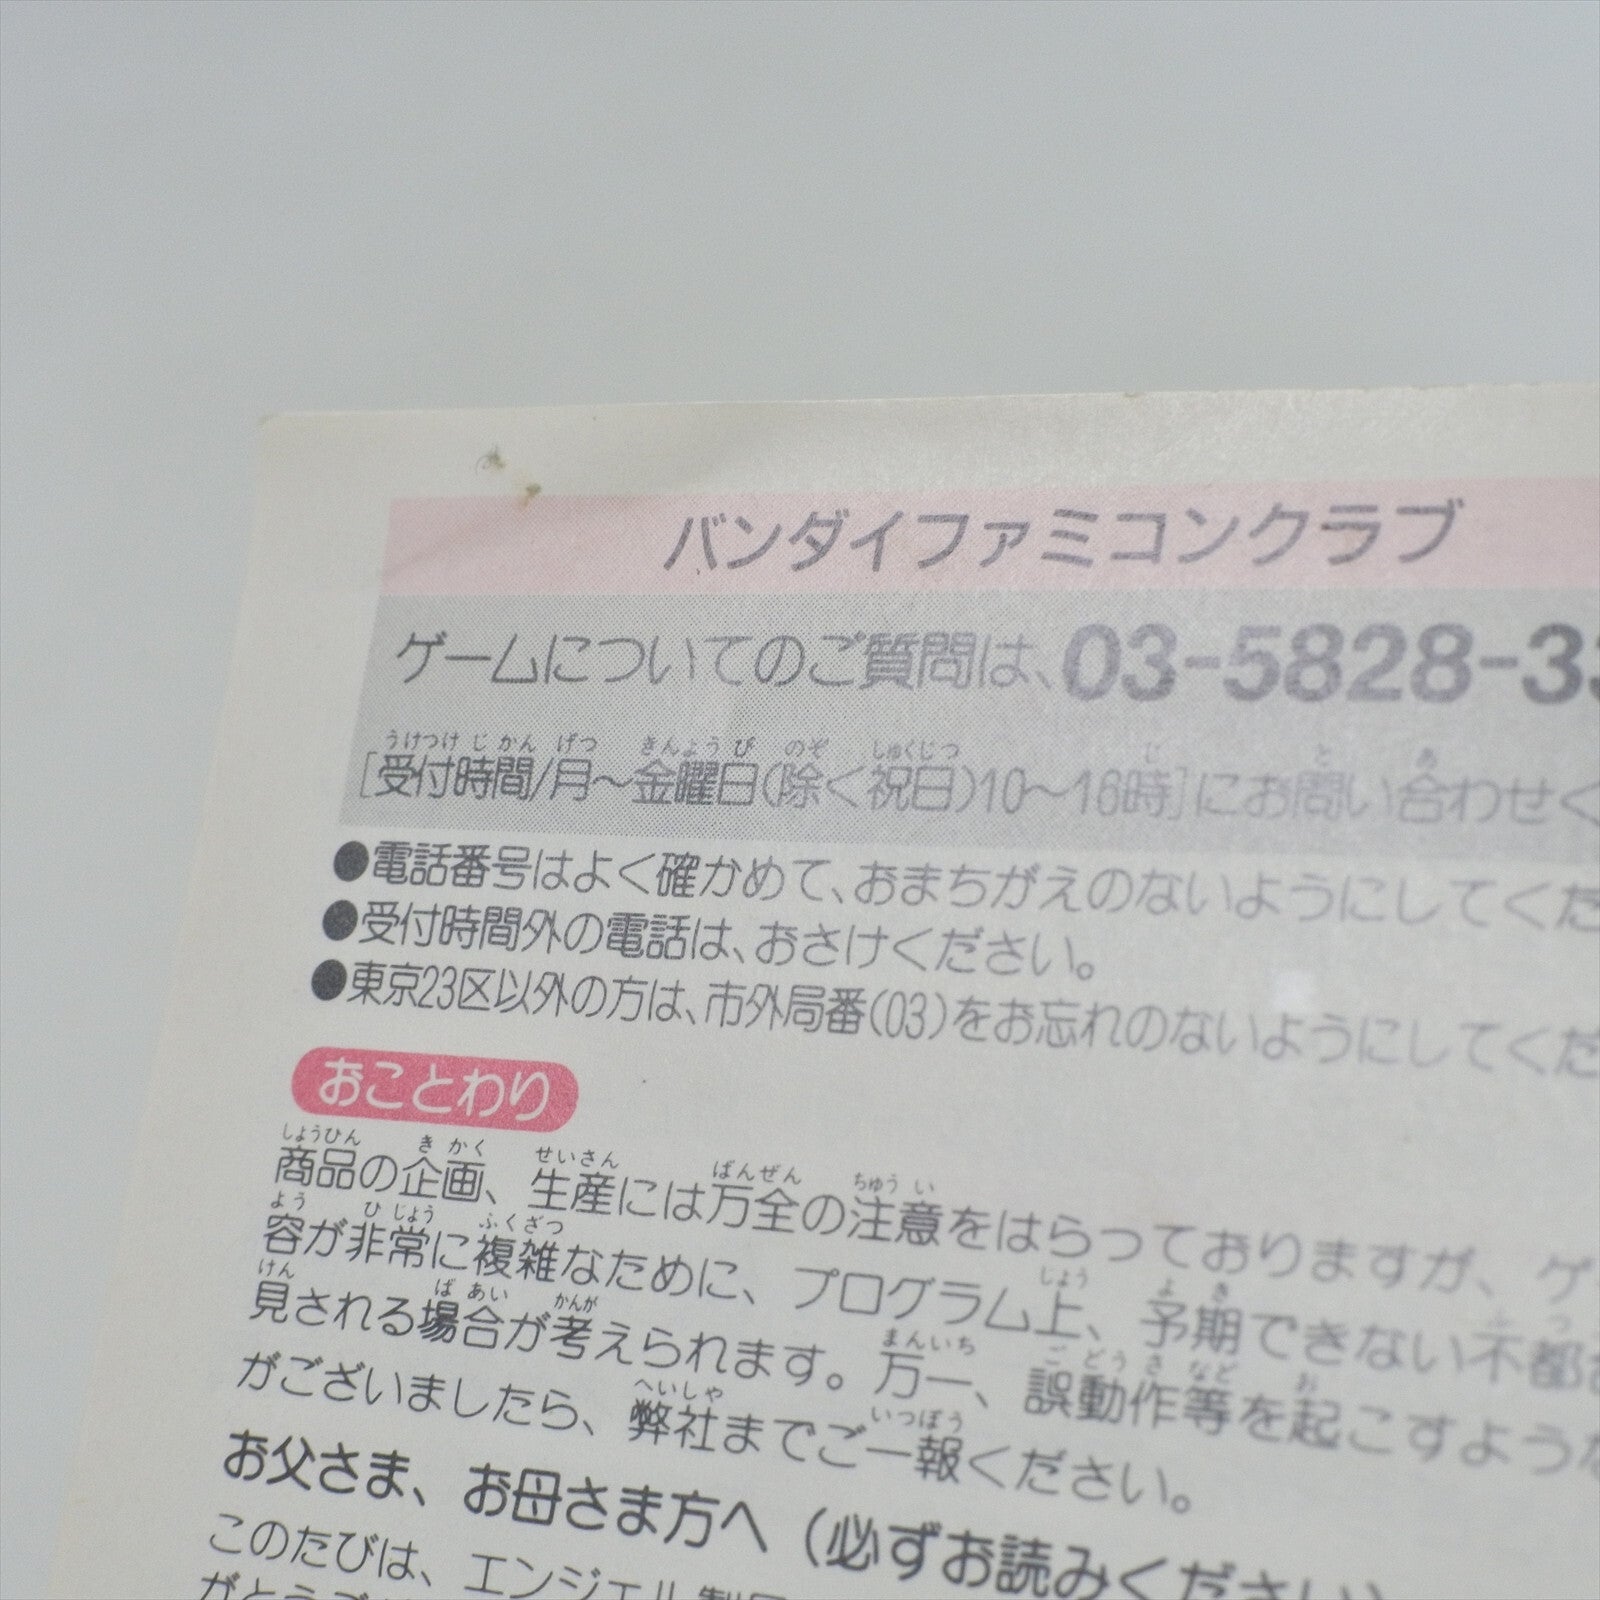 バンダイファミコンクラブ
ゲームについてのご質問は、03-5828-33
[受付時間/月～金曜日(除く祝日)10～16時]にお問い合わせく
●電話番号はよく確かめて、おまちがえのないようにしてくだ
●受付時間外の電話は、おさけください。
●東京23区以外の方は、市外局番(03)をお忘れのないようにしてくだ
おことわり
商品の企画、生産には万全の注意をはらっておりますが、ゲ
容が非常に複雑なために、プログラム上、予期できない不都合
見される場合が考えられます。万一、誤動作等を起こすような
がございましたら、弊社までご一報ください。
お父さま、お母さま方へ（必ずお読みください）
このたびは、エンジェル製品
がとうご